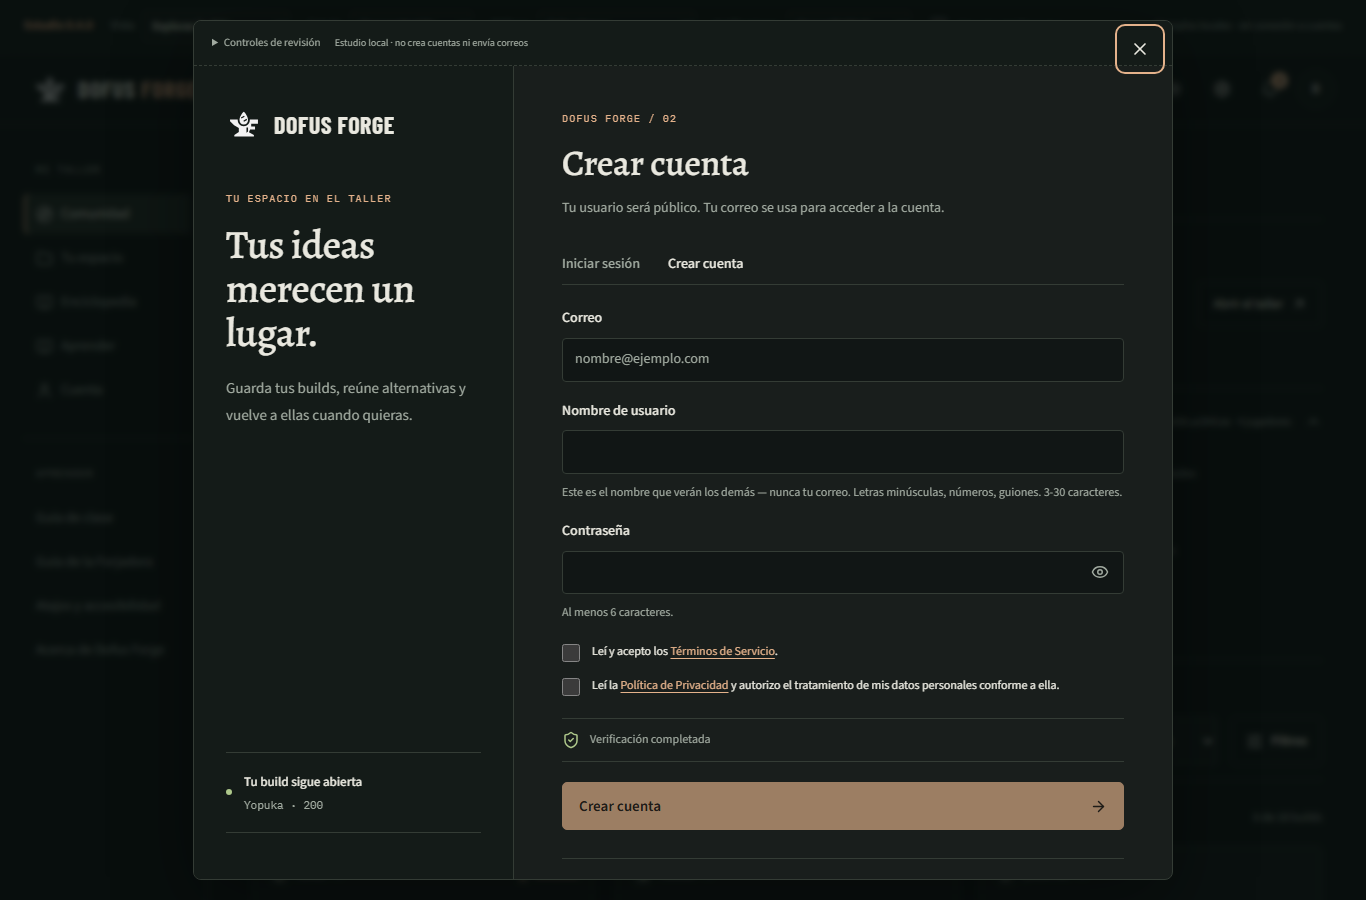 Controles de revisión
Estudio local · no crea cuentas ni envía correos
DOFUS FORGE
TU ESPACIO EN EL TALLER
Tus ideas
merecen un
lugar.
Guarda tus builds, reúne alternativas y
vuelve a ellas cuando quieras.
Tu build sigue abierta
Yopuka · 200
DOFUS FORGE / 02
Crear cuenta
Tu usuario será público. Tu correo se usa para acceder a la cuenta.
Iniciar sesión
Crear cuenta
Correo
nombre@ejemplo.com
Nombre de usuario
Este es el nombre que verán los demás — nunca tu correo. Letras minúsculas, números, guiones. 3-30 caracteres.
Contraseña
Al menos 6 caracteres.
Leí y acepto los Términos de Servicio.
Leí la Política de Privacidad y autorizo el tratamiento de mis datos personales conforme a ella.
Verificación completada
Crear cuenta